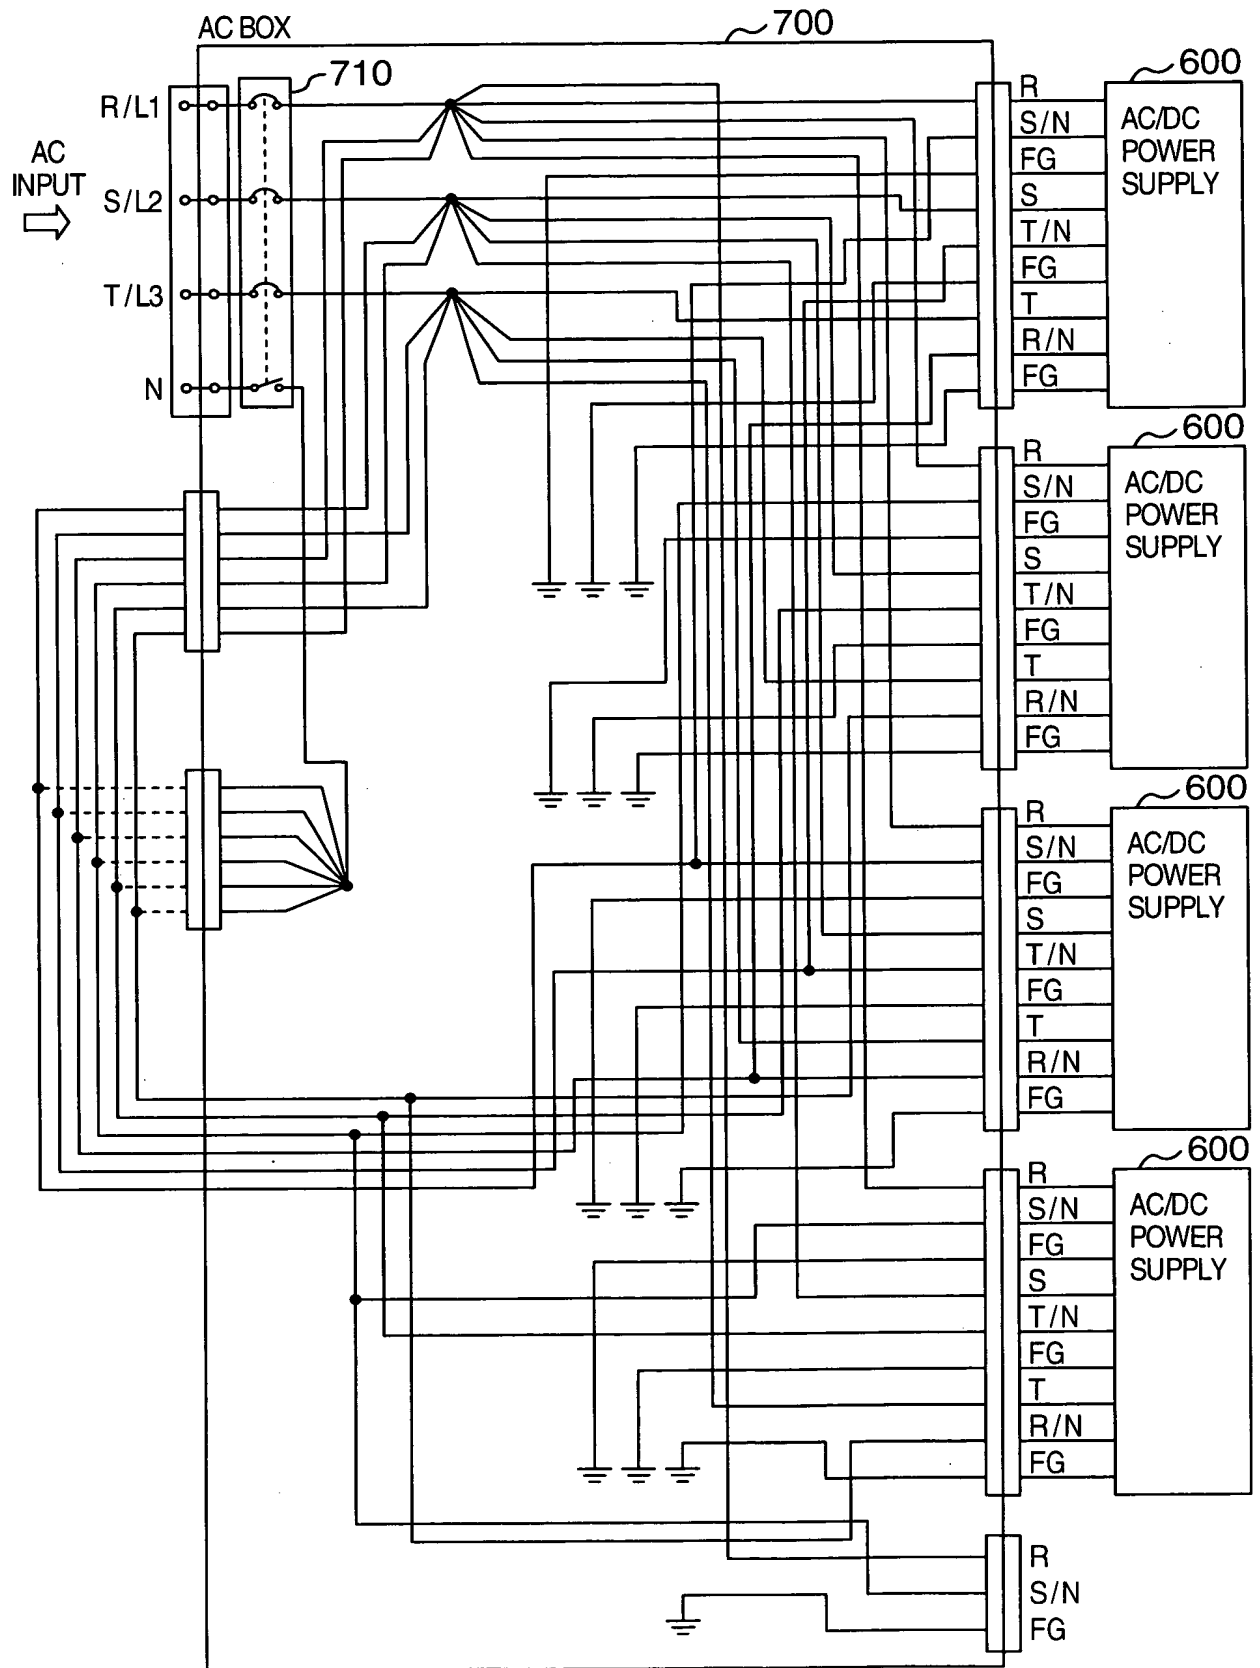 AC BOX
700
710
R/L1
S/L2
T/L3
N
AC
INPUT
600
R
S/N
FG
S
T/N
FG
T
R/N
FG
AC/DC
POWER
SUPPLY
600
R
S/N
FG
S
T/N
FG
T
R/N
FG
AC/DC
POWER
SUPPLY
600
R
S/N
FG
S
T/N
FG
T
R/N
FG
AC/DC
POWER
SUPPLY
600
R
S/N
FG
S
T/N
FG
T
R/N
FG
AC/DC
POWER
SUPPLY
R
S/N
FG